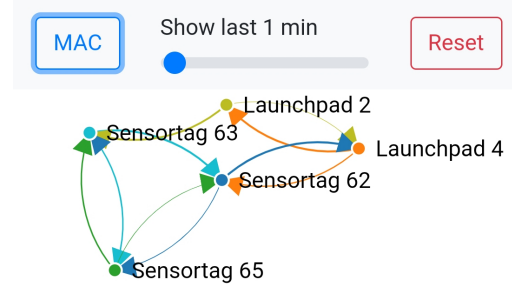 MAC
Show last 1 min
Reset
Launchpad 2
Sensortag 63
Launchpad 4
Sensortag 62
Sensortag 65